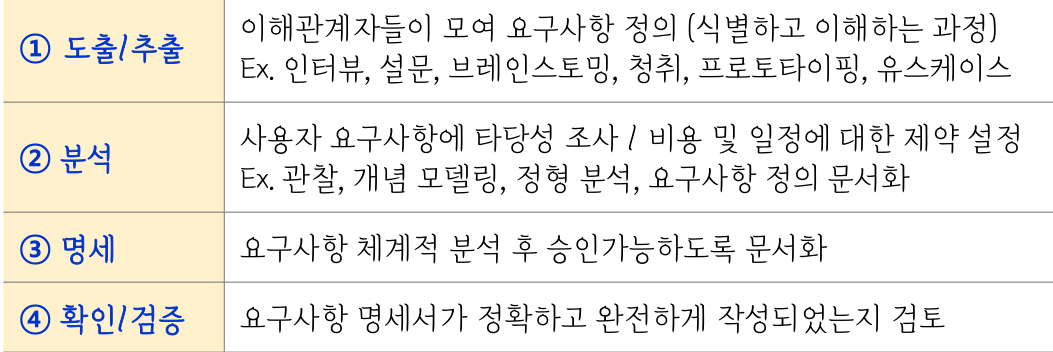 ① 도출/추출
이해관계자들이 모여 요구사항 정의 (식별하고 이해하는 과정)
Ex. 인터뷰, 설문, 브레인스토밍, 청취, 프로토타이핑, 유스케이스
② 분석
사용자 요구사항에 타당성 조사 / 비용 및 일정에 대한 제약 설정
Ex. 관찰, 개념 모델링, 정형 분석, 요구사항 정의 문서화
③ 명세
요구사항 체계적 분석 후 승인가능하도록 문서화
④ 확인/검증
요구사항 명세서가 정확하고 완전하게 작성되었는지 검토